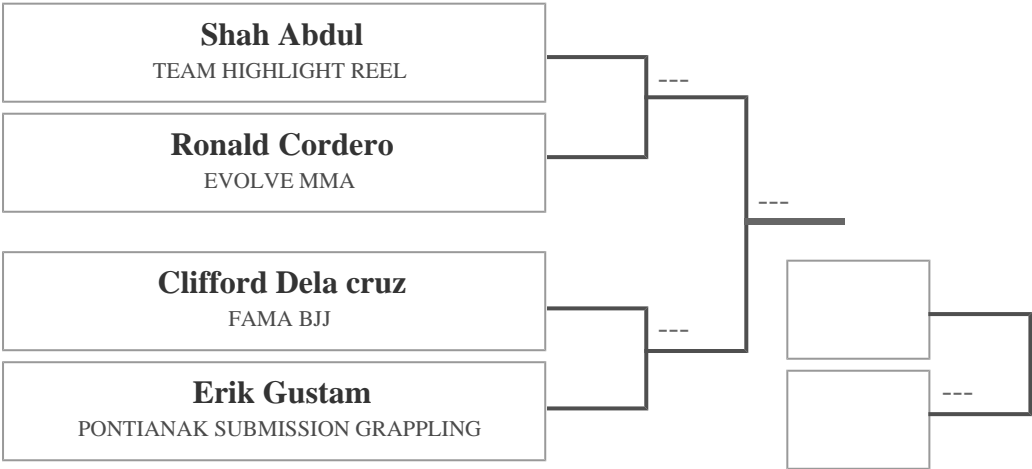 Shah Abdul
TEAM HIGHLIGHT REEL
---
Ronald Cordero
EVOLVE MMA
---
Clifford Dela cruz
FAMA BJJ
---
Erik Gustam
PONTIANAK SUBMISSION GRAPPLING
---